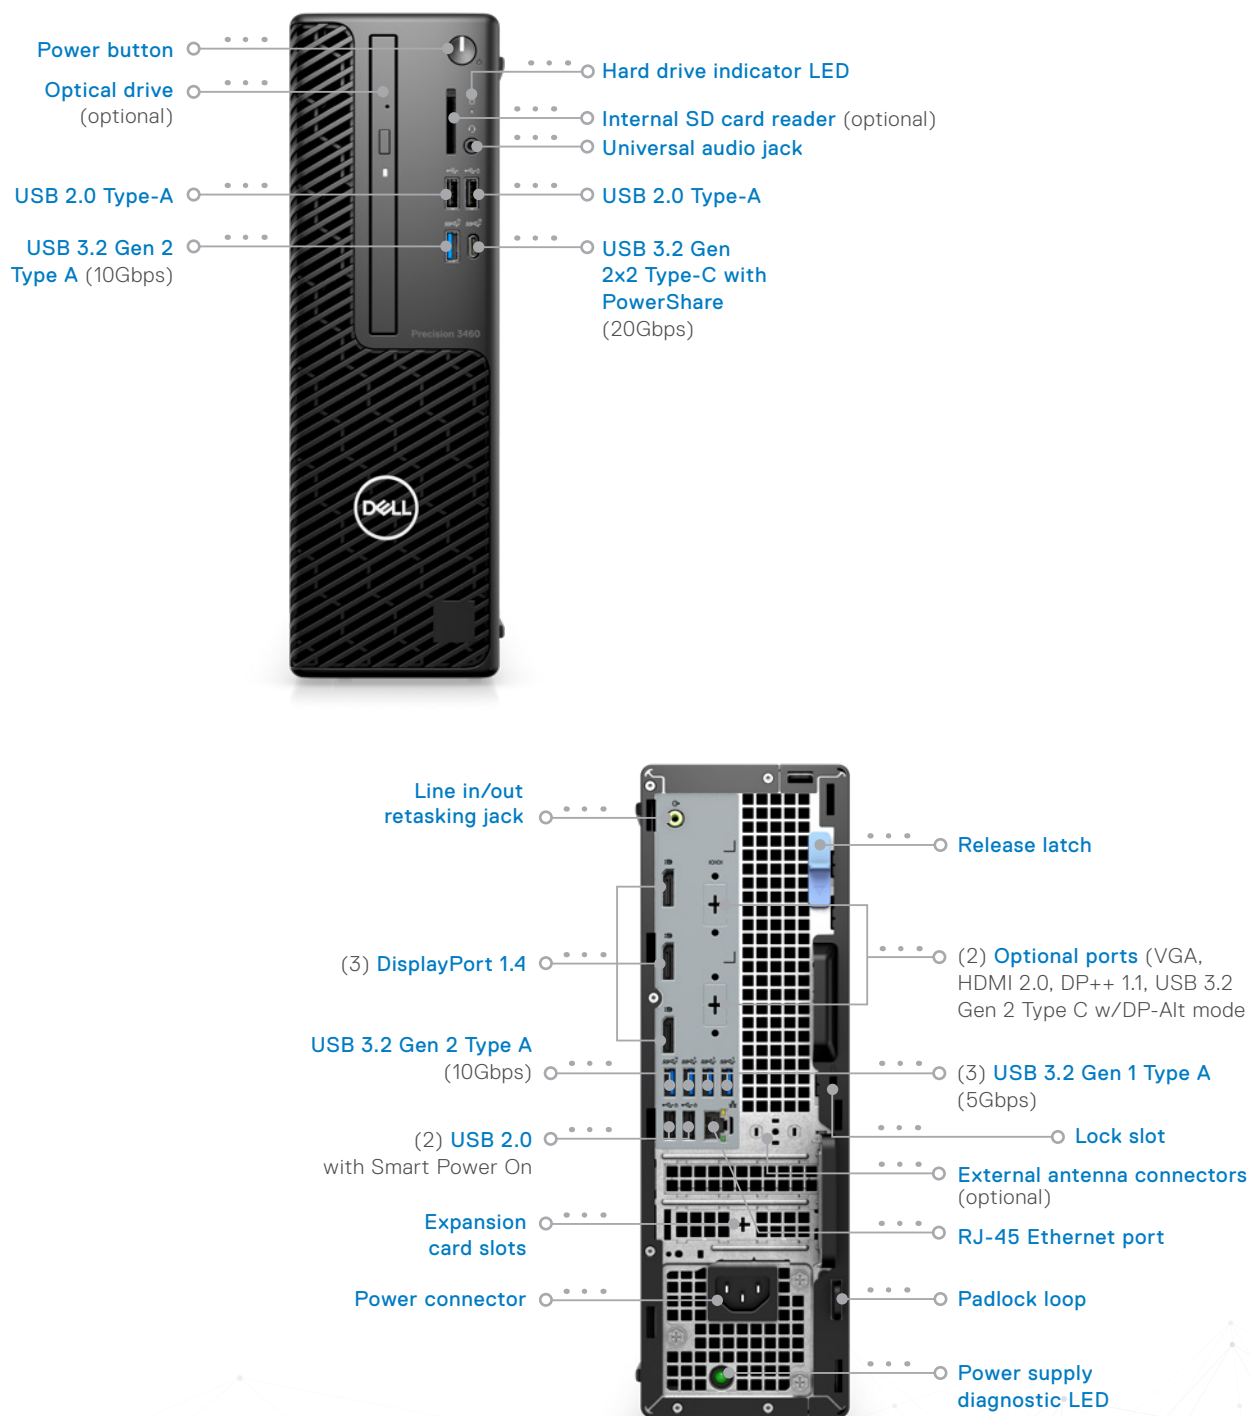 Power button
Optical drive
(optional)
USB 2.0 Type-A
USB 3.2 Gen 2
Type A (10Gbps)
Hard drive indicator LED
Internal SD card reader (optional)
Universal audio jack
USB 2.0 Type-A
USB 3.2 Gen
2x2 Type-C with
PowerShare
(20Gbps)
Precision 3460
DELL
Line in/out
retasking jack
(3) DisplayPort 1.4
USB 3.2 Gen 2 Type A
(10Gbps)
(2) USB 2.0
with Smart Power On
Expansion
card slots
Power connector
Release latch
(2) Optional ports (VGA,
HDMI 2.0, DP++ 1.1, USB 3.2
Gen 2 Type C w/DP-Alt mode
(3) USB 3.2 Gen 1 Type A
(5Gbps)
Lock slot
External antenna connectors
(optional)
RJ-45 Ethernet port
Padlock loop
Power supply
diagnostic LED